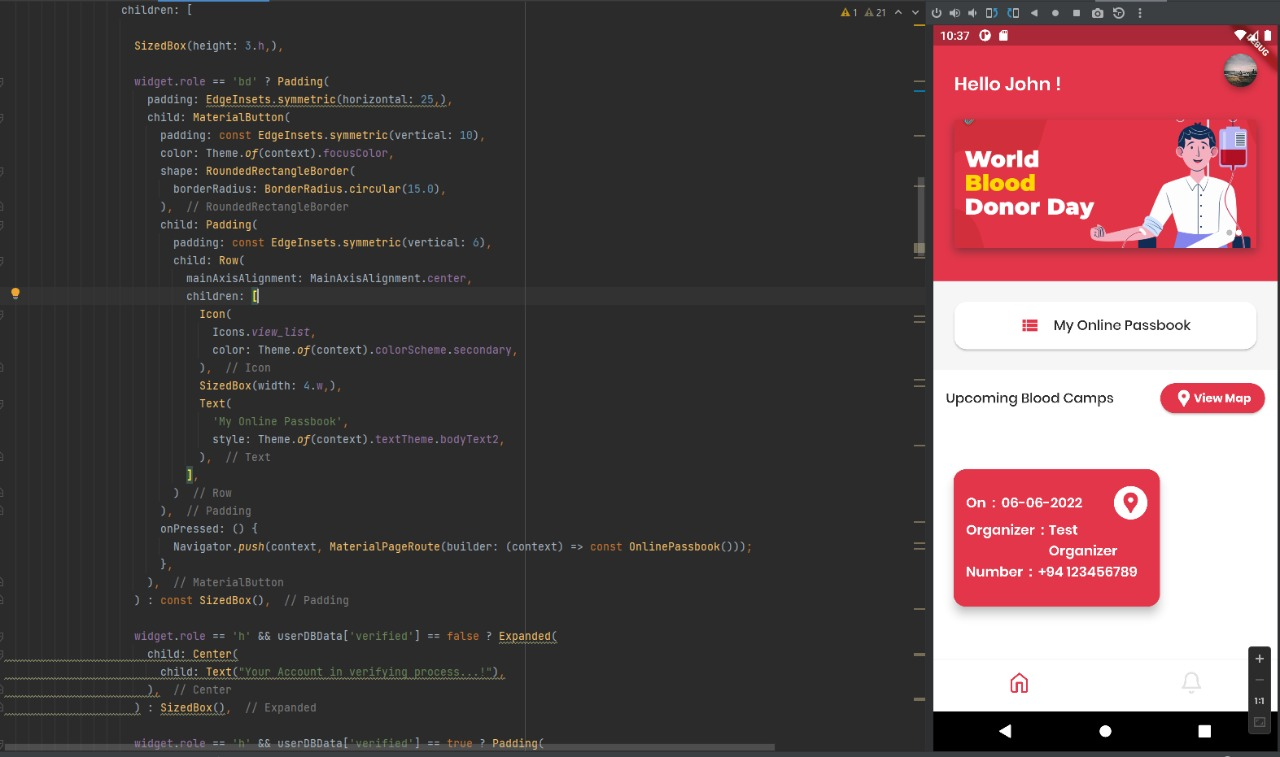 children: [
SizedBox(height: 3.h,),
widget.role == 'bd' ? Padding(
padding: EdgeInsets.symmetric(horizontal: 25,),
child: MaterialButton(
padding: const EdgeInsets.symmetric(vertical: 10),
color: Theme.of(context).focusColor,
shape: RoundedRectangleBorder(
borderRadius: BorderRadius.circular(15.0),
), // RoundedRectangleBorder
child: Padding(
padding: const EdgeInsets.symmetric(vertical: 6),
child: Row(
mainAxisAlignment: MainAxisAlignment.center,
children: [
Icon(
Icons.view_list,
color: Theme.of(context).colorScheme.secondary,
), // Icon
SizedBox(width: 4.w,),
Text(
'My Online Passbook',
style: Theme.of(context).textTheme.bodyText2,
), // Text
],
) // Row
), // Padding
onPressed: () {
Navigator.push(context, MaterialPageRoute(builder: (context) => const OnlinePassbook()));
},
), // MaterialButton
) : const SizedBox(), // Padding
widget.role == 'h' && userDBData['verified'] == false ? Expanded(
child: Center(
child: Text("Your Account in verifying process...!"),
), // Center
) : SizedBox(), // Expanded
widget.role == 'h' && userDBData['verified'] == true ? Padding(
1 21
10:37
DEBUG
Hello John !
World
Blood
Donor Day
My Online Passbook
Upcoming Blood Camps
View Map
On : 06-06-2022
Organizer : Test
Organizer
Number : +94 123456789
1:1